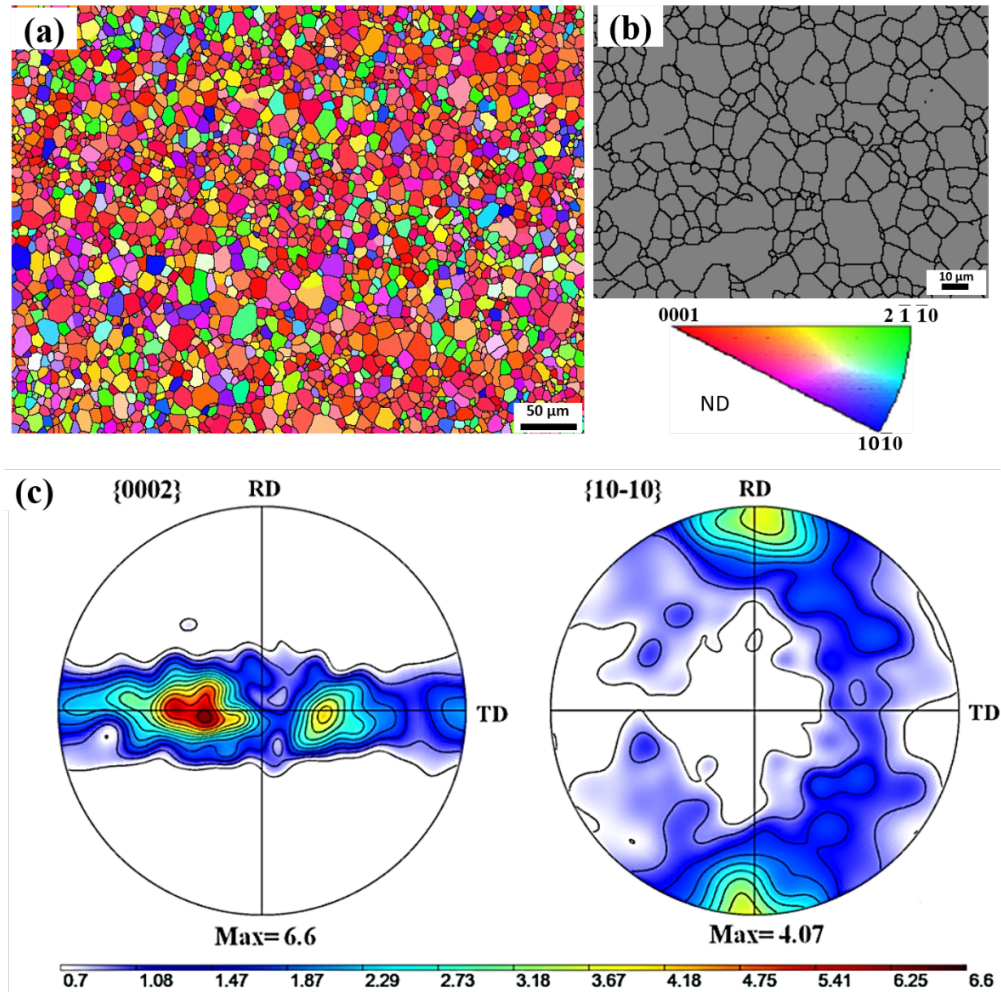 (a)
50 μm
(b)
10 μm
0001
2 1̅ 1̅ 0
ND
101̅0
(c)
{0002}
RD
TD
Max= 6.6
{10-10}
RD
TD
Max= 4.07
0.7 1.08 1.47 1.87 2.29 2.73 3.18 3.67 4.18 4.75 5.41 6.25 6.6